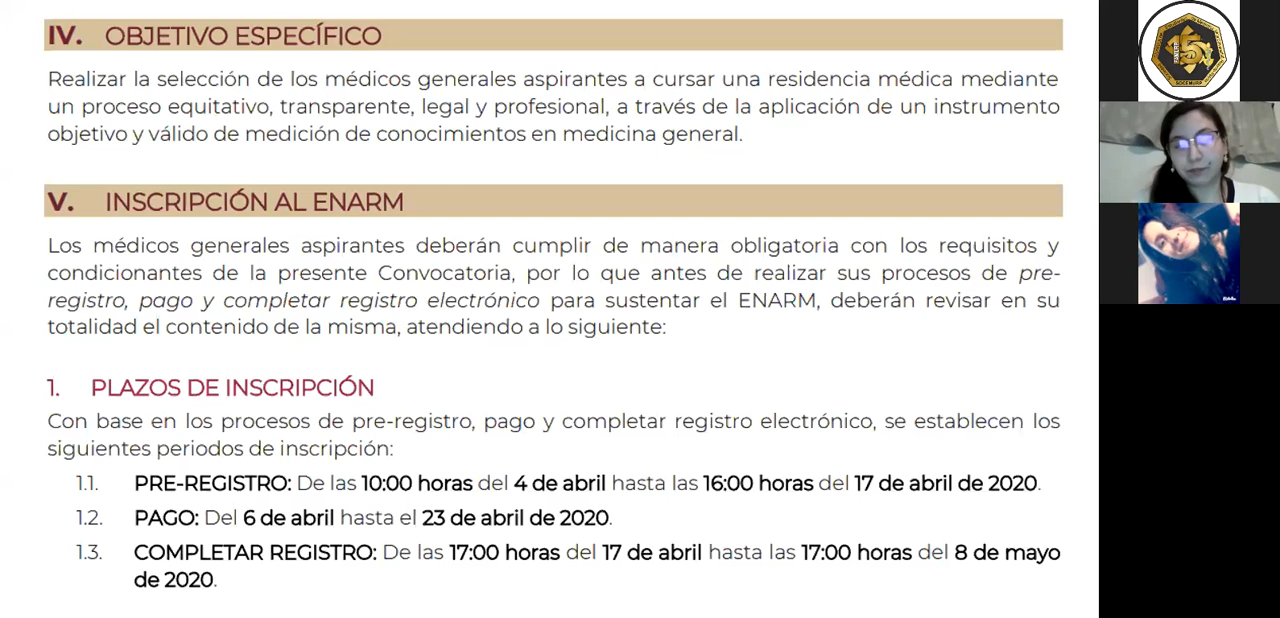 IV. OBJETIVO ESPECÍFICO
Realizar la selección de los médicos generales aspirantes a cursar una residencia médica mediante
un proceso equitativo, transparente, legal y profesional, a través de la aplicación de un instrumento
objetivo y válido de medición de conocimientos en medicina general.
V. INSCRIPCIÓN AL ENARM
Los médicos generales aspirantes deberán cumplir de manera obligatoria con los requisitos y
condicionantes de la presente Convocatoria, por lo que antes de realizar sus procesos de pre-
registro, pago y completar registro electrónico para sustentar el ENARM, deberán revisar en su
totalidad el contenido de la misma, atendiendo a lo siguiente:
1. PLAZOS DE INSCRIPCIÓN
Con base en los procesos de pre-registro, pago y completar registro electrónico, se establecen los
siguientes periodos de inscripción:
1.1. PRE-REGISTRO: De las 10:00 horas del 4 de abril hasta las 16:00 horas del 17 de abril de 2020.
1.2. PAGO: Del 6 de abril hasta el 23 de abril de 2020.
1.3. COMPLETAR REGISTRO: De las 17:00 horas del 17 de abril hasta las 17:00 horas del 8 de mayo
de 2020.
15
SOCEMURP